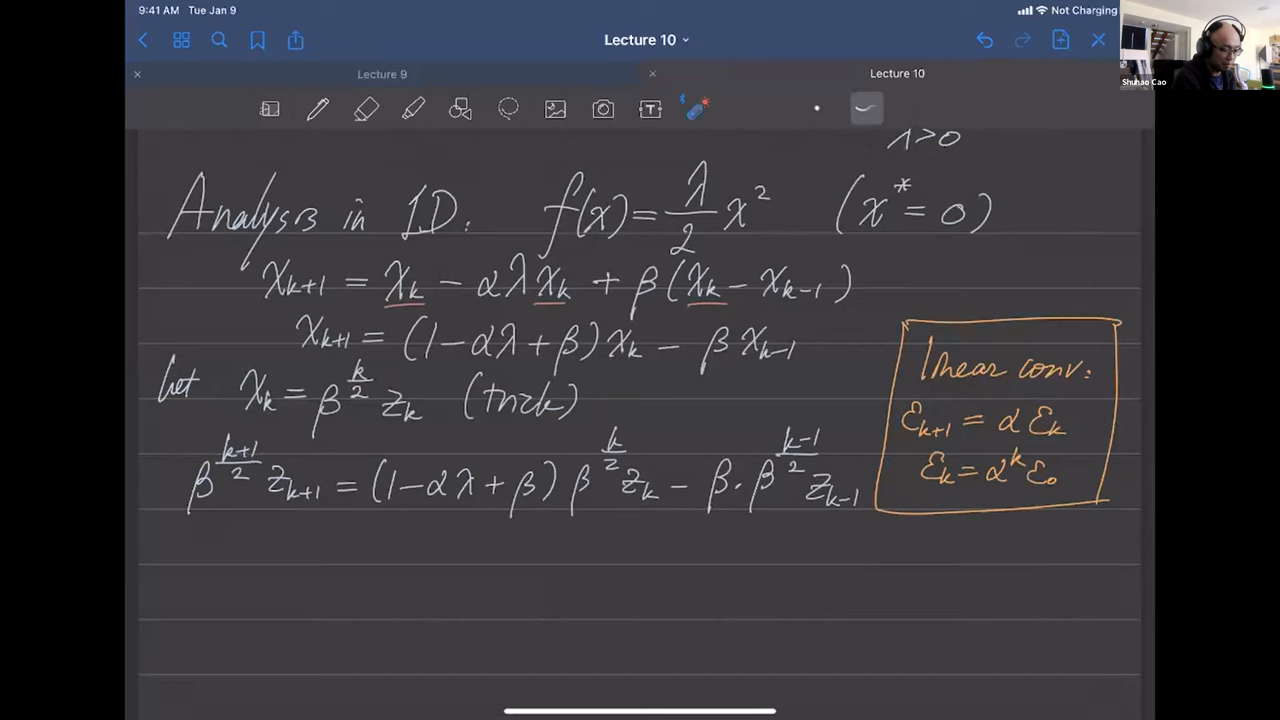 9:41 AM Tue Jan 9
Not Charging
Lecture 10
Shuhao Cao
Lecture 9
Lecture 10
λ > 0
Analysis in 1D. f(x) = λ/2 x² (x* = 0)
x_{k+1} = x_k − αλ x_k + β(x_k − x_{k−1})
x_{k+1} = (1 − αλ + β) x_k − β x_{k−1}
Let x_k = β^{k/2} z_k (trick)
β^{(k+1)/2} z_{k+1} = (1 − αλ + β) β^{k/2} z_k − β · β^{(k−1)/2} z_{k−1}
linear conv:
ε_{k+1} = α ε_k
ε_k = α^k ε_0